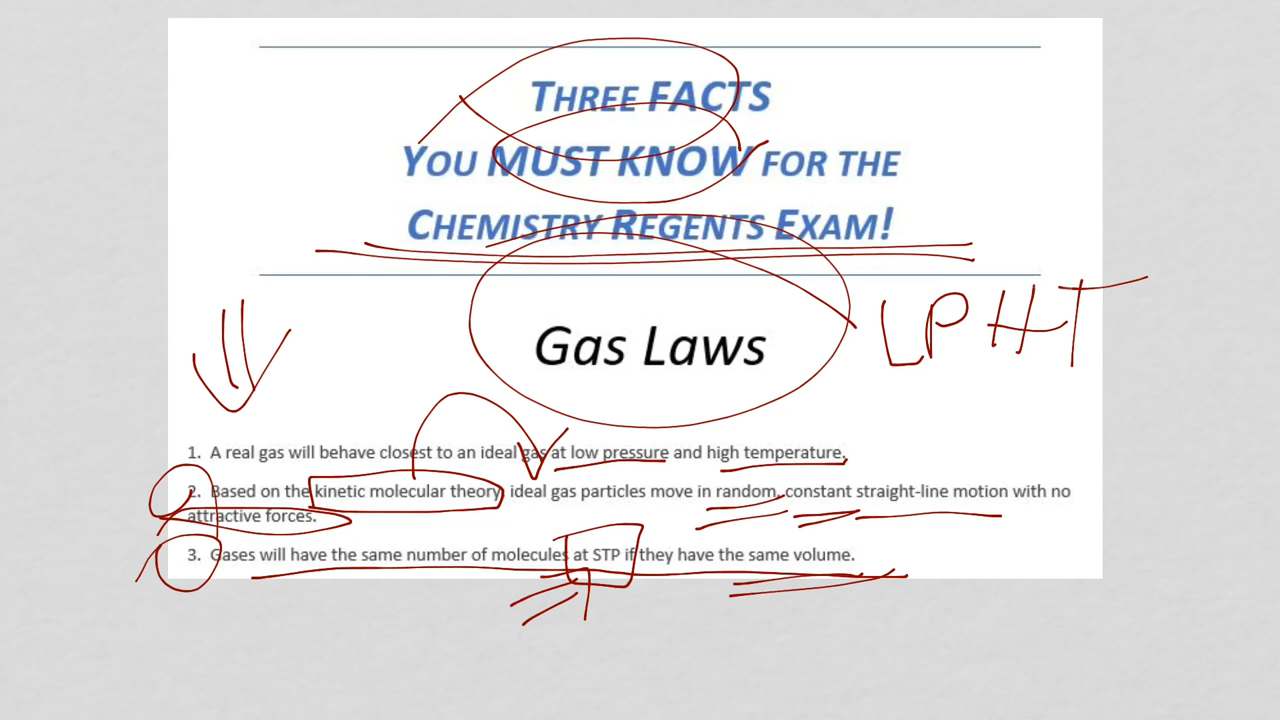 THREE FACTS
YOU MUST KNOW FOR THE
CHEMISTRY REGENTS EXAM!
Gas Laws
LPHT
1. A real gas will behave closest to an ideal gas at low pressure and high temperature.
2. Based on the kinetic molecular theory, ideal gas particles move in random, constant straight-line motion with no
attractive forces.
3. Gases will have the same number of molecules at STP if they have the same volume.